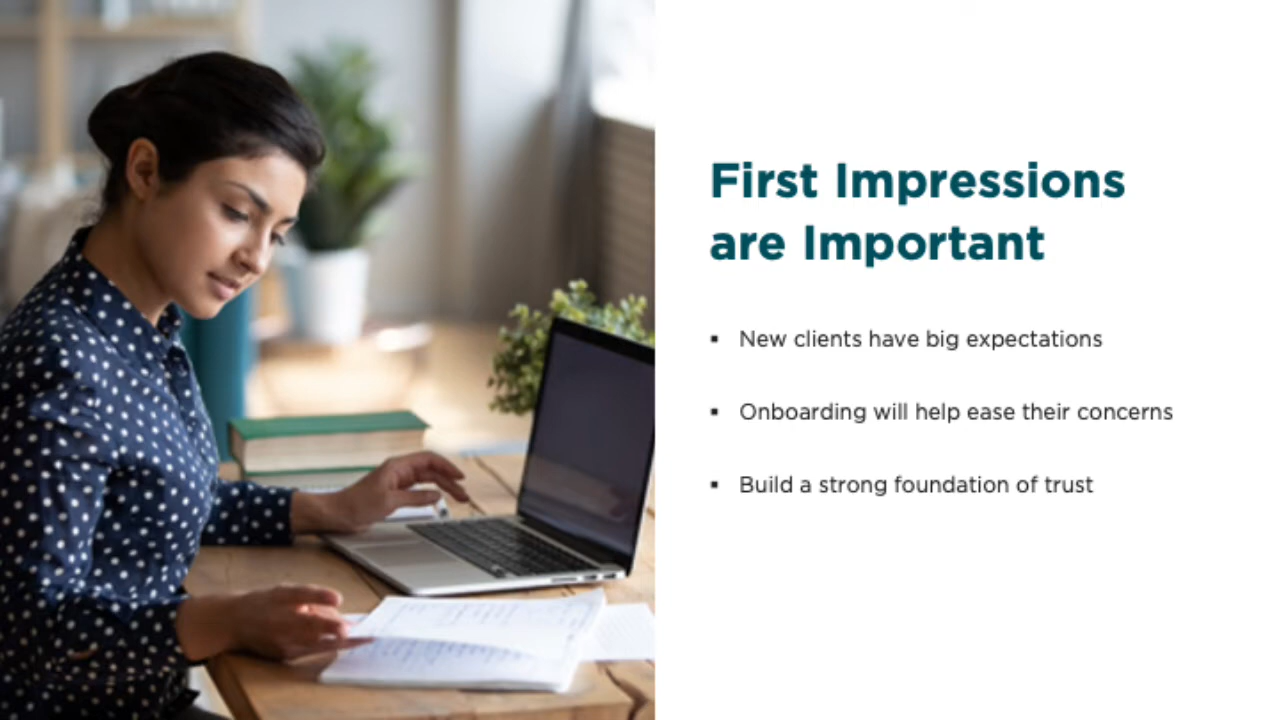 First Impressions
are Important
▪ New clients have big expectations
▪ Onboarding will help ease their concerns
▪ Build a strong foundation of trust